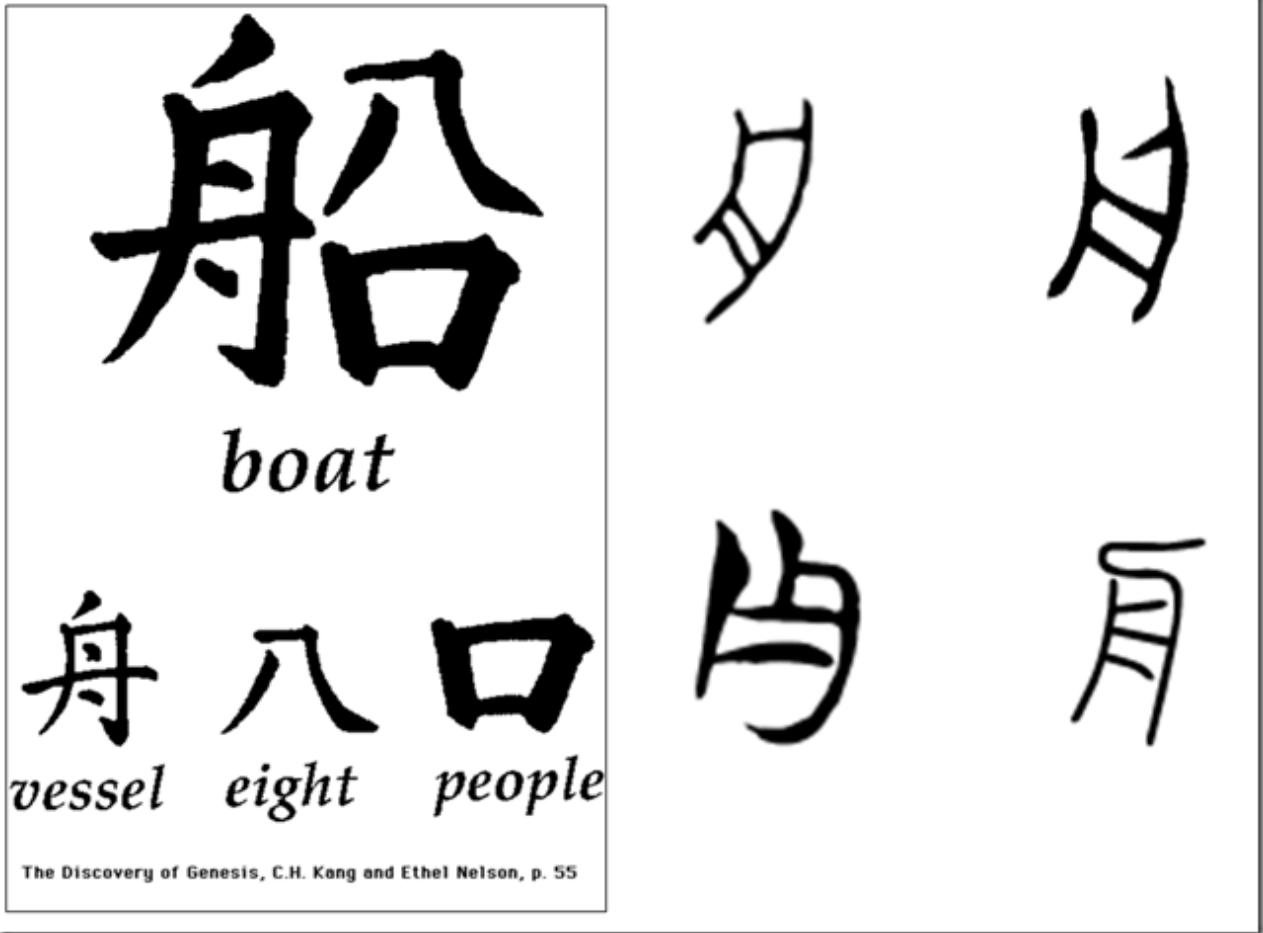 船
boat
舟 八 口
vessel eight people
The Discovery of Genesis, C.H. Kang and Ethel Nelson, p. 55